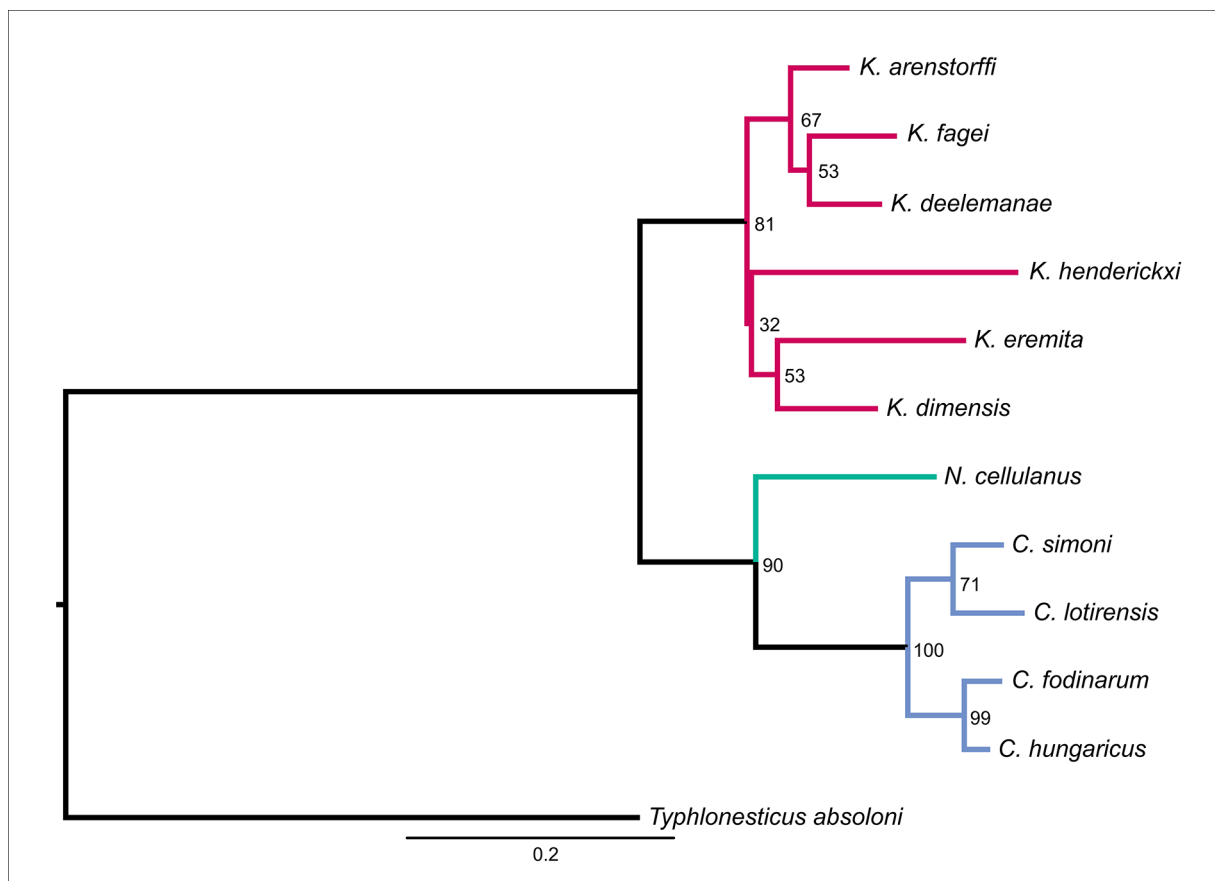 K. arenstorffi
67
K. fagei
53
K. deelemanae
81
K. henderickxi
32
K. eremita
53
K. dimensis
N. cellulanus
C. simoni
90
71
C. lotirensis
100
C. fodinarum
99
C. hungaricus
Typhlonesticus absoloni
0.2